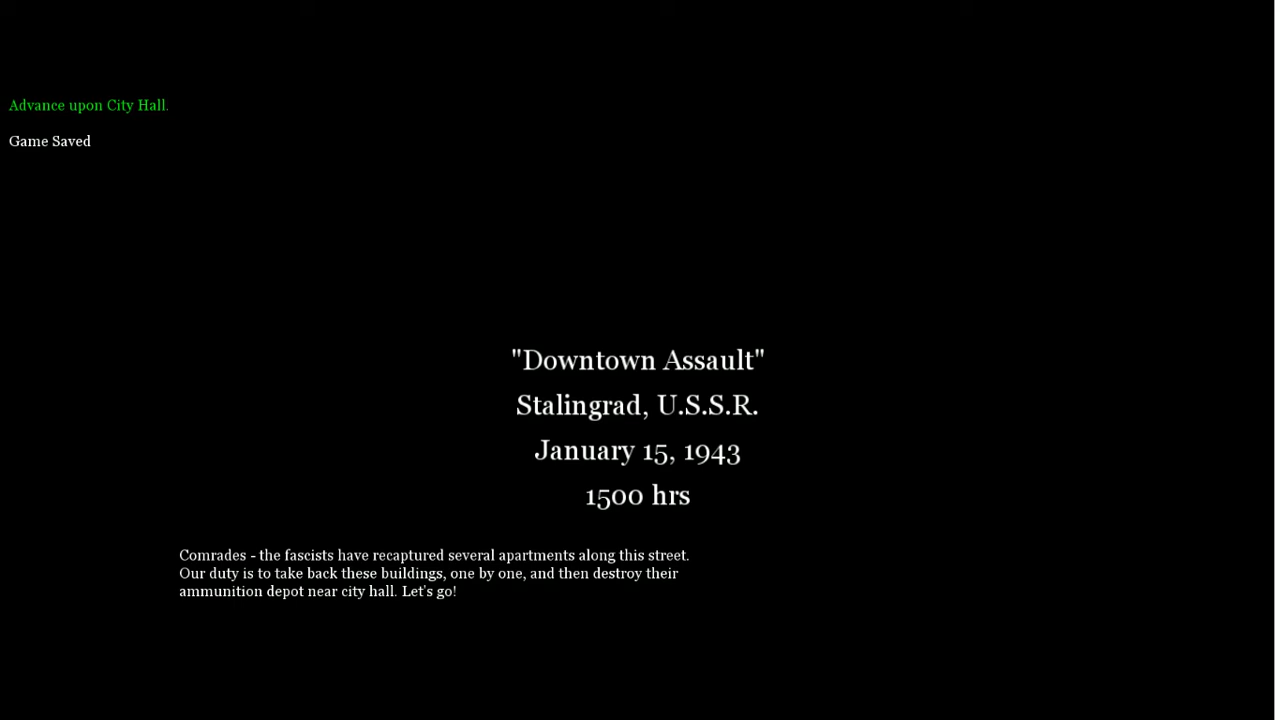 Advance upon City Hall.
Game Saved
"Downtown Assault"
Stalingrad, U.S.S.R.
January 15, 1943
1500 hrs
Comrades - the fascists have recaptured several apartments along this street.
Our duty is to take back these buildings, one by one, and then destroy their
ammunition depot near city hall. Let's go!